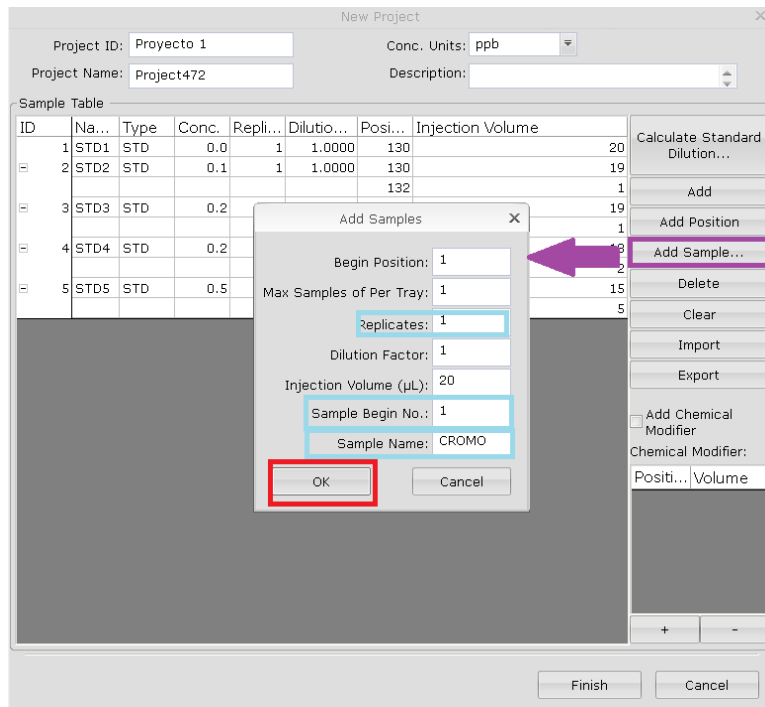 New Project
Project ID: Proyecto 1 Conc. Units: ppb
Project Name: Project472 Description:
Sample Table
ID Na... Type Conc. Repli... Dilutio... Posi... Injection Volume
1 STD1 STD 0.0 1 1.0000 130 20
2 STD2 STD 0.1 1 1.0000 130 19
132 1
3 STD3 STD 0.2 19
1
4 STD4 STD 0.2
2
5 STD5 STD 0.5 15
5
Add Samples
Begin Position: 1
Max Samples of Per Tray: 1
Replicates: 1
Dilution Factor: 1
Injection Volume (µL): 20
Sample Begin No.: 1
Sample Name: CROMO
OK Cancel
Calculate Standard
Dilution...
Add
Add Position
Add Sample...
Delete
Clear
Import
Export
Add Chemical
Modifier
Chemical Modifier:
Positi... Volume
+ -
Finish Cancel